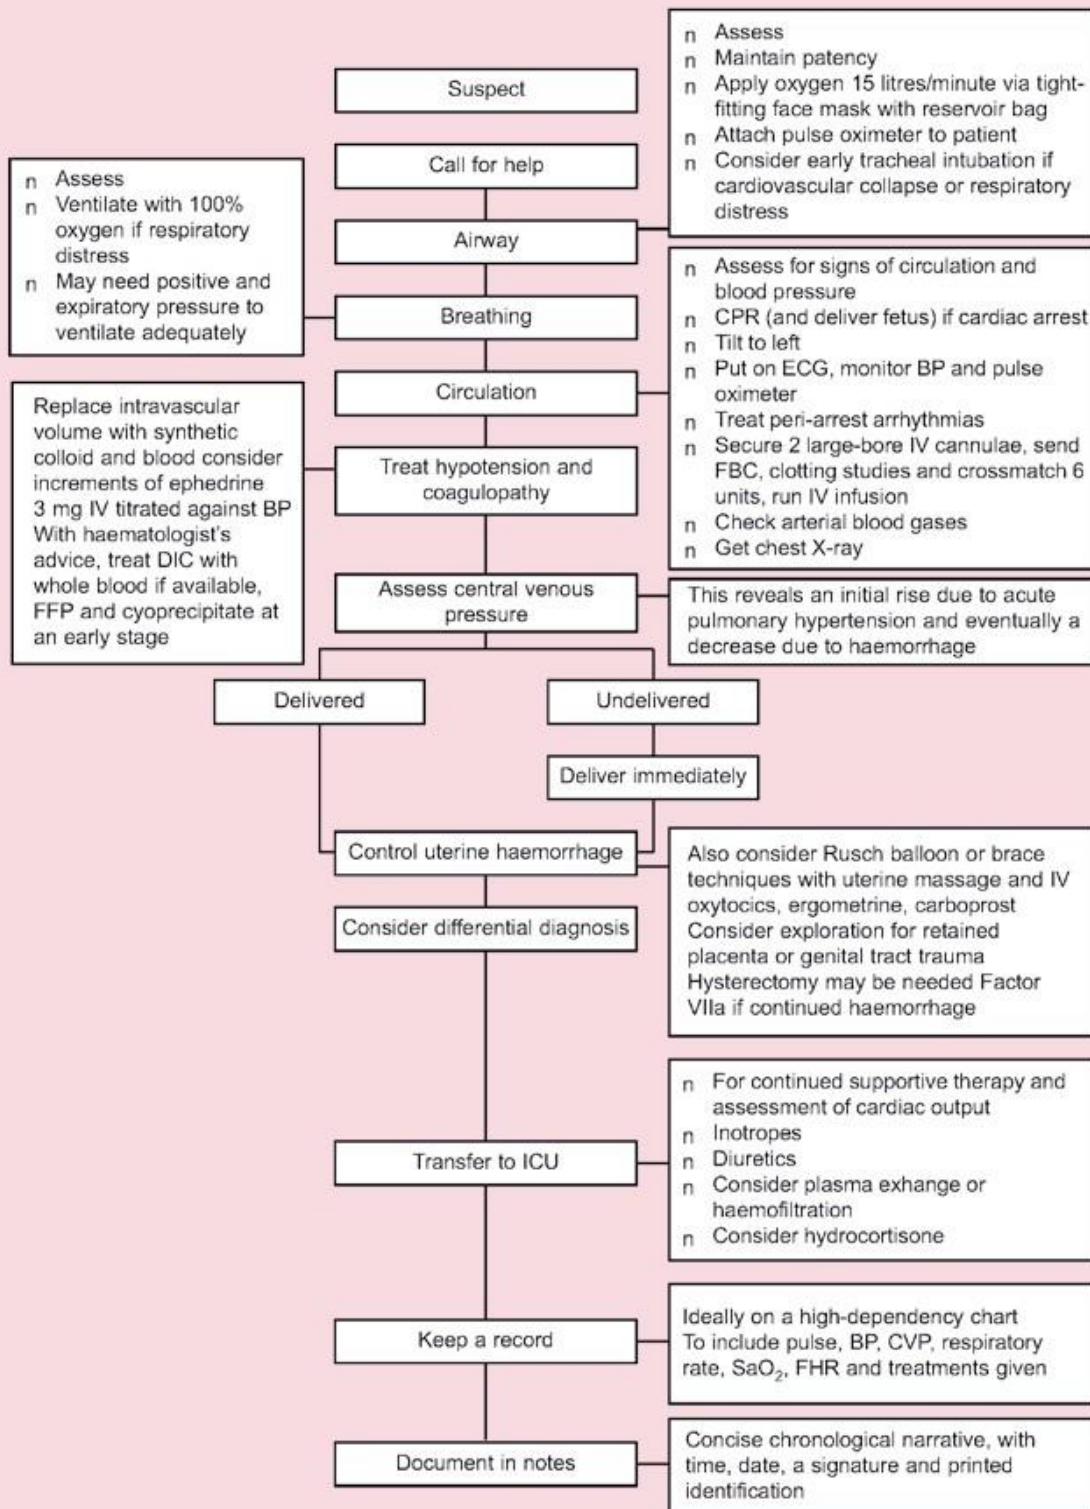 Suspect
Call for help
Airway
n Assess
n Maintain patency
n Apply oxygen 15 litres/minute via tight-
fitting face mask with reservoir bag
n Attach pulse oximeter to patient
n Consider early tracheal intubation if
cardiovascular collapse or respiratory
distress
Breathing
n Assess
n Ventilate with 100%
oxygen if respiratory
distress
n May need positive and
expiratory pressure to
ventilate adequately
Circulation
n Assess for signs of circulation and
blood pressure
n CPR (and deliver fetus) if cardiac arrest
n Tilt to left
n Put on ECG, monitor BP and pulse
oximeter
n Treat peri-arrest arrhythmias
n Secure 2 large-bore IV cannulae, send
FBC, clotting studies and crossmatch 6
units, run IV infusion
n Check arterial blood gases
n Get chest X-ray
Treat hypotension and
coagulopathy
Replace intravascular
volume with synthetic
colloid and blood consider
increments of ephedrine
3 mg IV titrated against BP
With haematologist's
advice, treat DIC with
whole blood if available,
FFP and cyoprecipitate at
an early stage
Assess central venous
pressure
This reveals an initial rise due to acute
pulmonary hypertension and eventually a
decrease due to haemorrhage
Delivered
Undelivered
Deliver immediately
Control uterine haemorrhage
Also consider Rusch balloon or brace
techniques with uterine massage and IV
oxytocics, ergometrine, carboprost
Consider exploration for retained
placenta or genital tract trauma
Hysterectomy may be needed Factor
VIIa if continued haemorrhage
Consider differential diagnosis
Transfer to ICU
n For continued supportive therapy and
assessment of cardiac output
n Inotropes
n Diuretics
n Consider plasma exhange or
haemofiltration
n Consider hydrocortisone
Keep a record
Ideally on a high-dependency chart
To include pulse, BP, CVP, respiratory
rate, SaO₂, FHR and treatments given
Document in notes
Concise chronological narrative, with
time, date, a signature and printed
identification